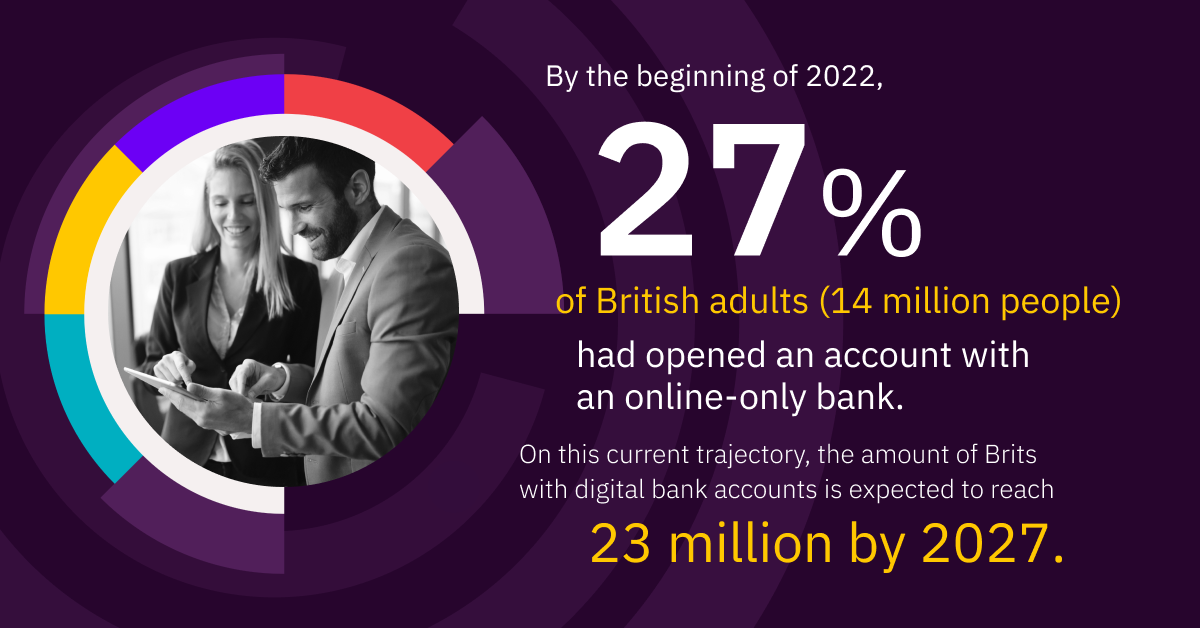 By the beginning of 2022,
27%
of British adults (14 million people)
had opened an account with
an online-only bank.
On this current trajectory, the amount of Brits
with digital bank accounts is expected to reach
23 million by 2027.